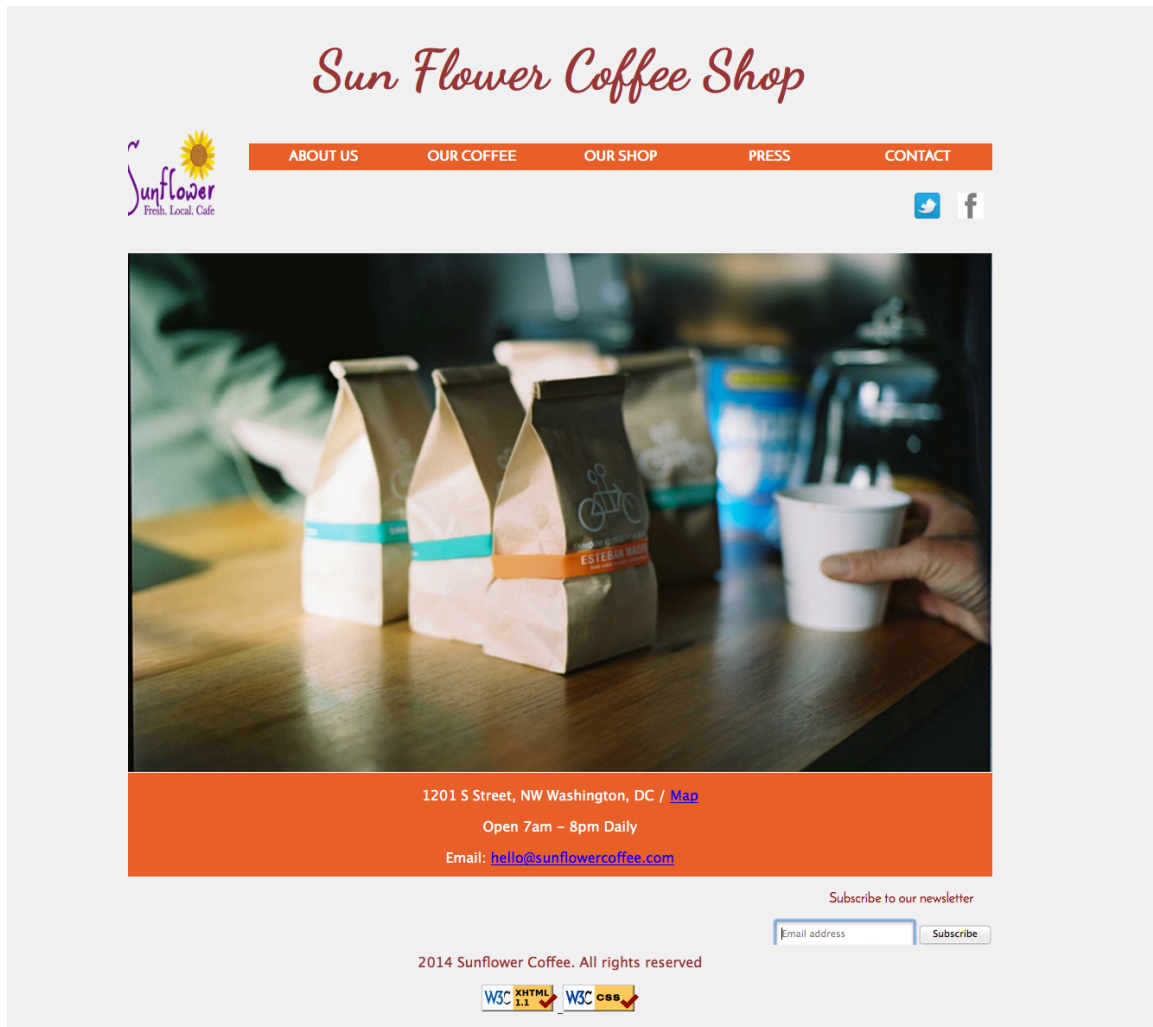 Sun Flower Coffee Shop
Sunflower
Fresh. Local. Cafe
ABOUT US OUR COFFEE OUR SHOP PRESS CONTACT
ESTEBAN MADRI
1201 S Street, NW Washington, DC / Map
Open 7am – 8pm Daily
Email: hello@sunflowercoffee.com
Subscribe to our newsletter
Email address Subscribe
2014 Sunflower Coffee. All rights reserved
W3C XHTML 1.1 W3C CSS